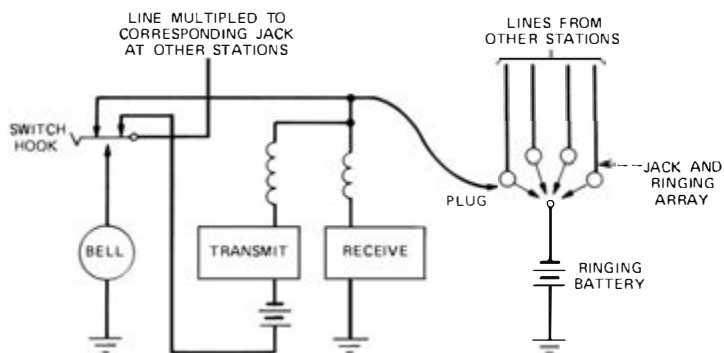 LINE MULTIPLED TO
CORRESPONDING JACK
AT OTHER STATIONS
LINES FROM
OTHER STATIONS
SWITCH
HOOK
JACK AND
RINGING
ARRAY
PLUG
BELL
TRANSMIT
RECEIVE
RINGING
BATTERY